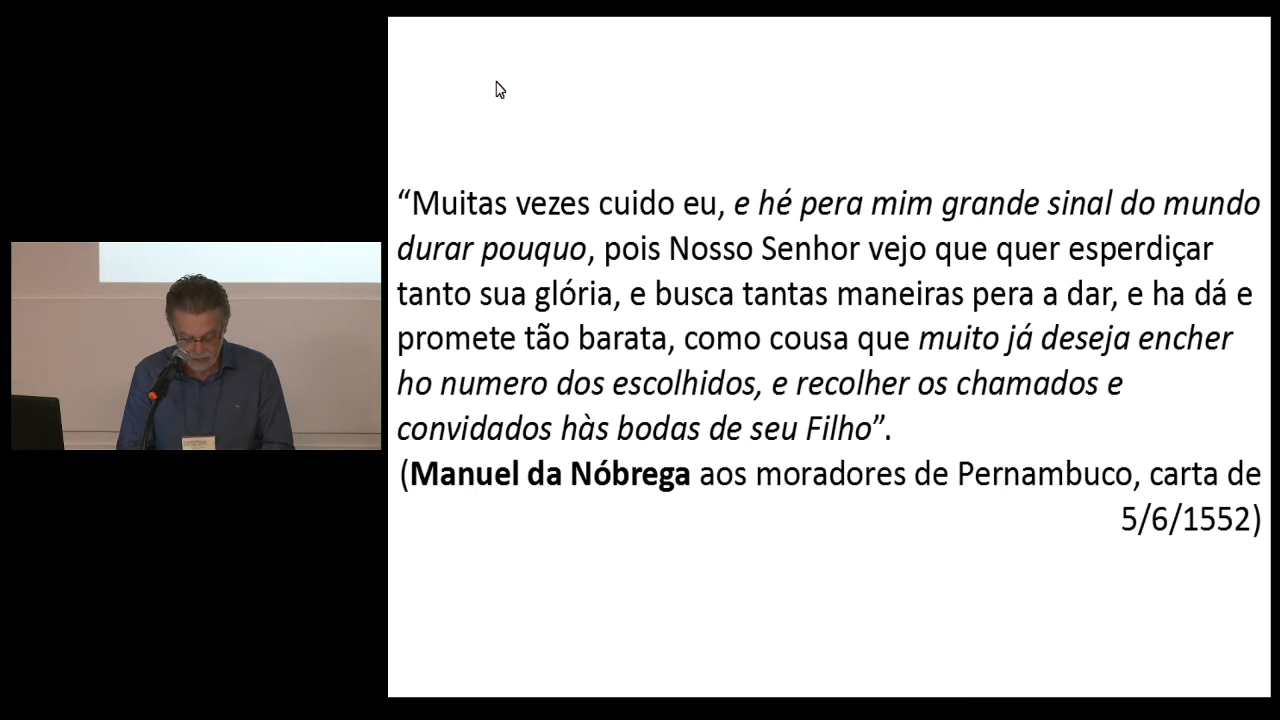 “Muitas vezes cuido eu, e hé pera mim grande sinal do mundo
durar pouquo, pois Nosso Senhor vejo que quer esperdiçar
tanto sua glória, e busca tantas maneiras pera a dar, e ha dá e
promete tão barata, como cousa que muito já deseja encher
ho numero dos escolhidos, e recolher os chamados e
convidados hàs bodas de seu Filho”.
(Manuel da Nóbrega aos moradores de Pernambuco, carta de
5/6/1552)